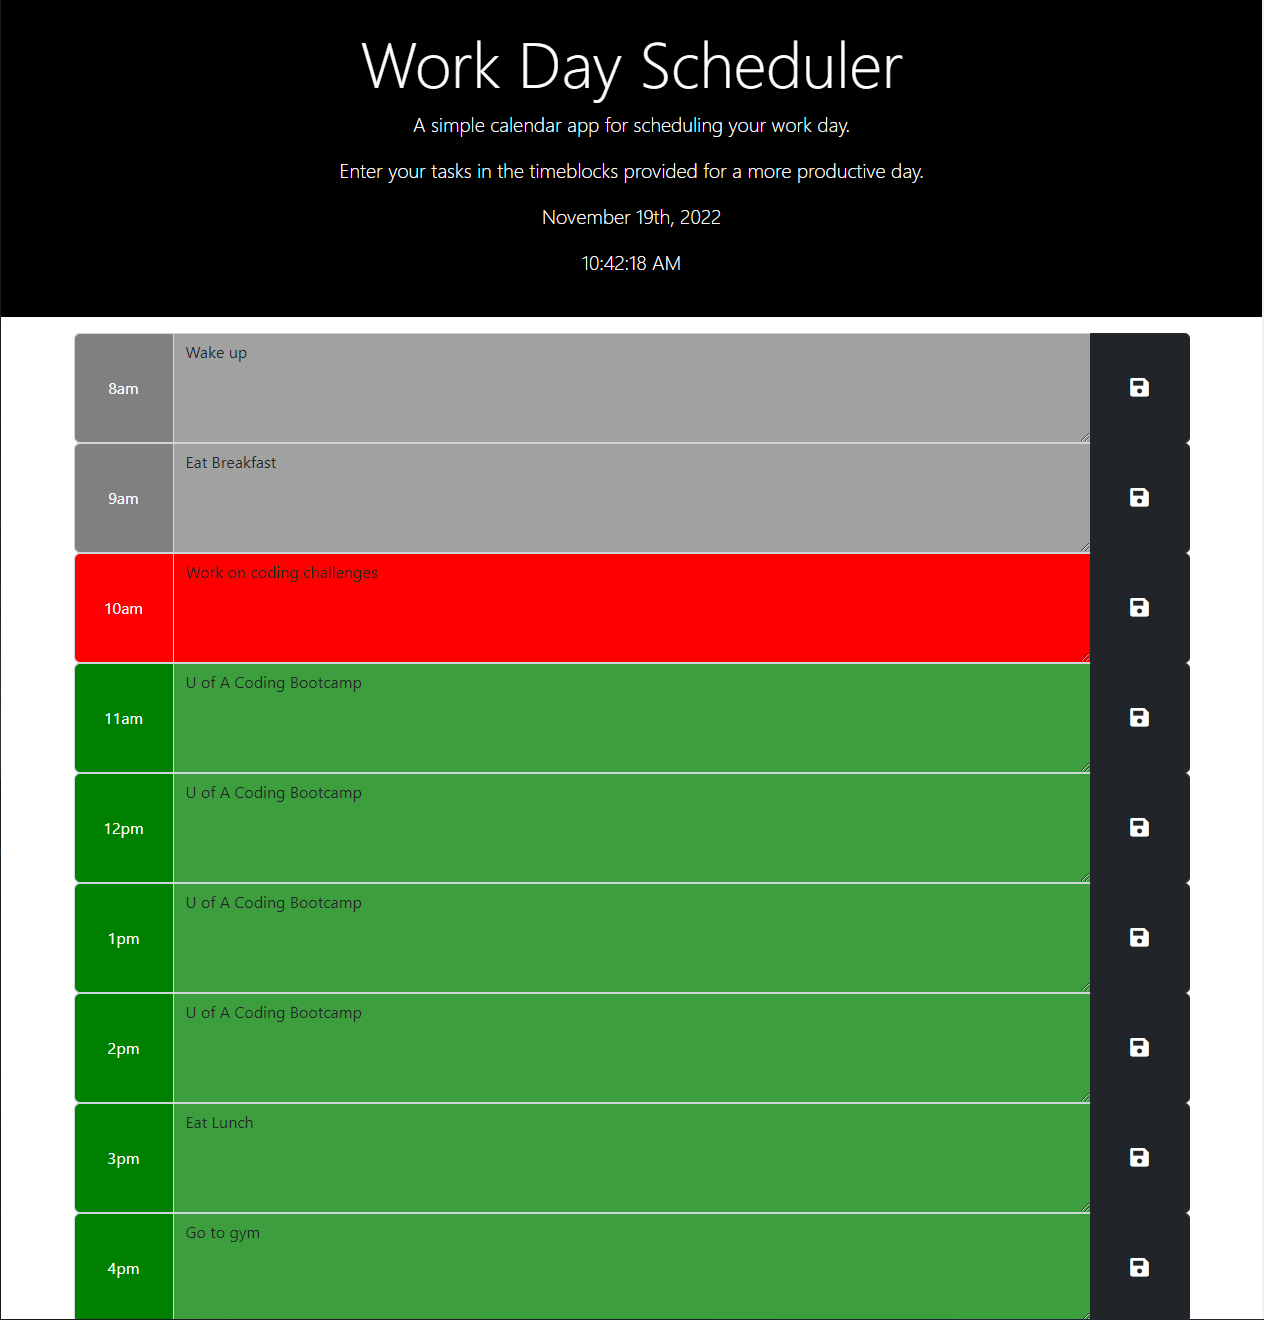 Work Day Scheduler
A simple calendar app for scheduling your work day.
Enter your tasks in the timeblocks provided for a more productive day.
November 19th, 2022
10:42:18 AM
8am Wake up
9am Eat Breakfast
10am Work on coding challenges
11am U of A Coding Bootcamp
12pm U of A Coding Bootcamp
1pm U of A Coding Bootcamp
2pm U of A Coding Bootcamp
3pm Eat Lunch
4pm Go to gym